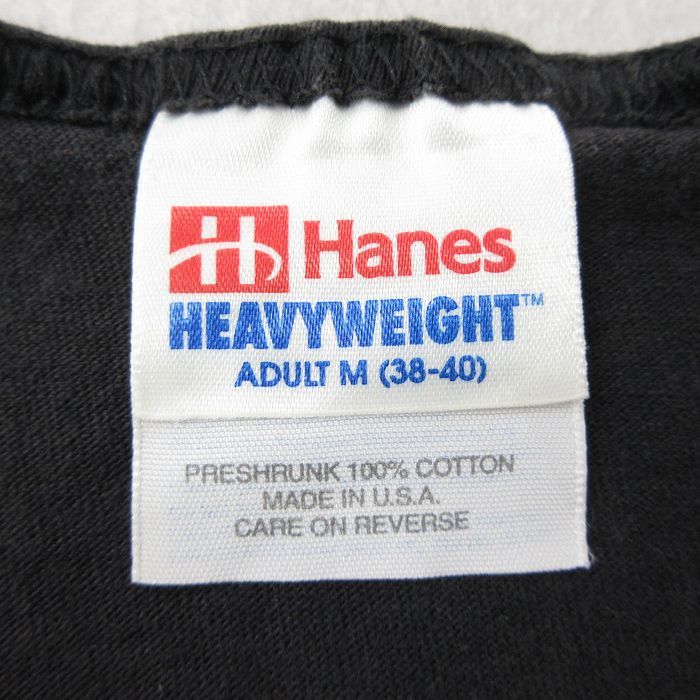 H Hanes
HEAVYWEIGHT™
ADULT M (38-40)
PRESHRUNK 100% COTTON
MADE IN U.S.A.
CARE ON REVERSE